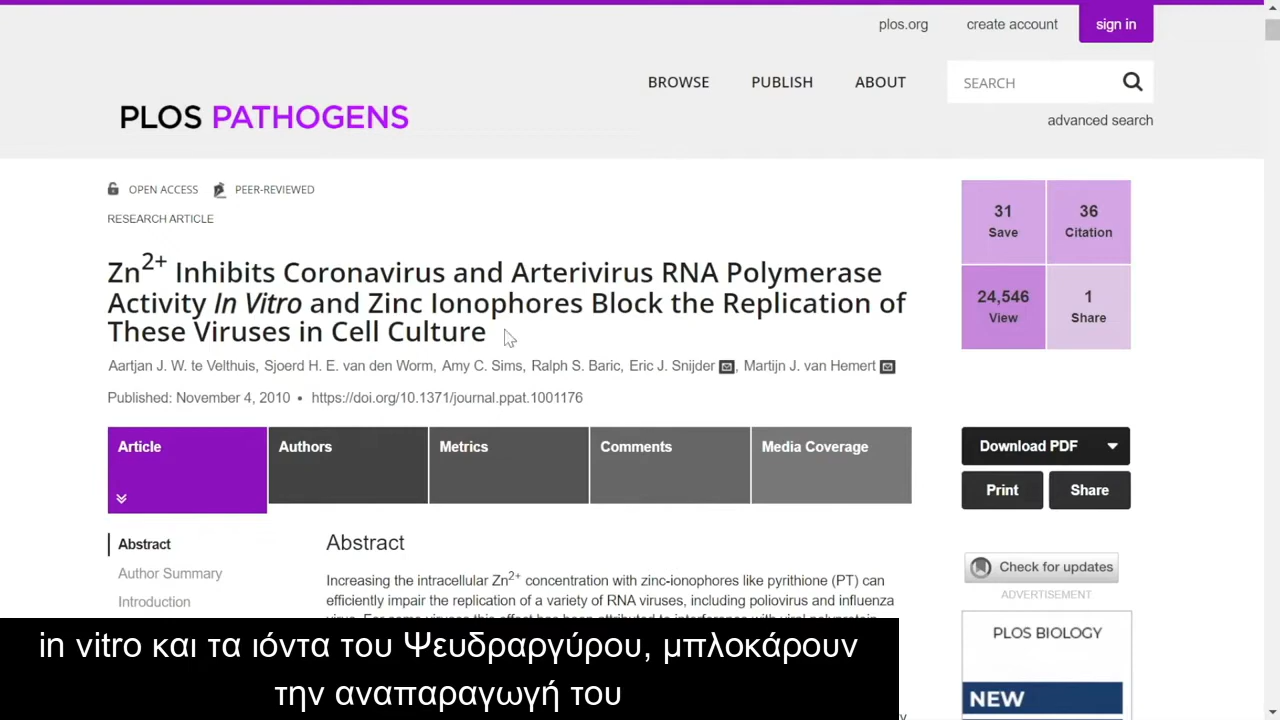 plos.org create account sign in
BROWSE PUBLISH ABOUT SEARCH
PLOS PATHOGENS
advanced search
OPEN ACCESS PEER-REVIEWED
RESEARCH ARTICLE
Zn2+ Inhibits Coronavirus and Arterivirus RNA Polymerase
Activity In Vitro and Zinc Ionophores Block the Replication of
These Viruses in Cell Culture
Aartjan J. W. te Velthuis, Sjoerd H. E. van den Worm, Amy C. Sims, Ralph S. Baric, Eric J. Snijder, Martijn J. van Hemert
Published: November 4, 2010 • https://doi.org/10.1371/journal.ppat.1001176
31 36
Save Citation
24,546 1
View Share
Article Authors Metrics Comments Media Coverage
Download PDF
Print Share
Abstract
Author Summary
Introduction
Abstract
Increasing the intracellular Zn2+ concentration with zinc-ionophores like pyrithione (PT) can
efficiently impair the replication of a variety of RNA viruses, including poliovirus and influenza
Check for updates
ADVERTISEMENT
PLOS BIOLOGY
NEW
in vitro και τα ιόντα του Ψευδραργύρου, μπλοκάρουν
την αναπαραγωγή του